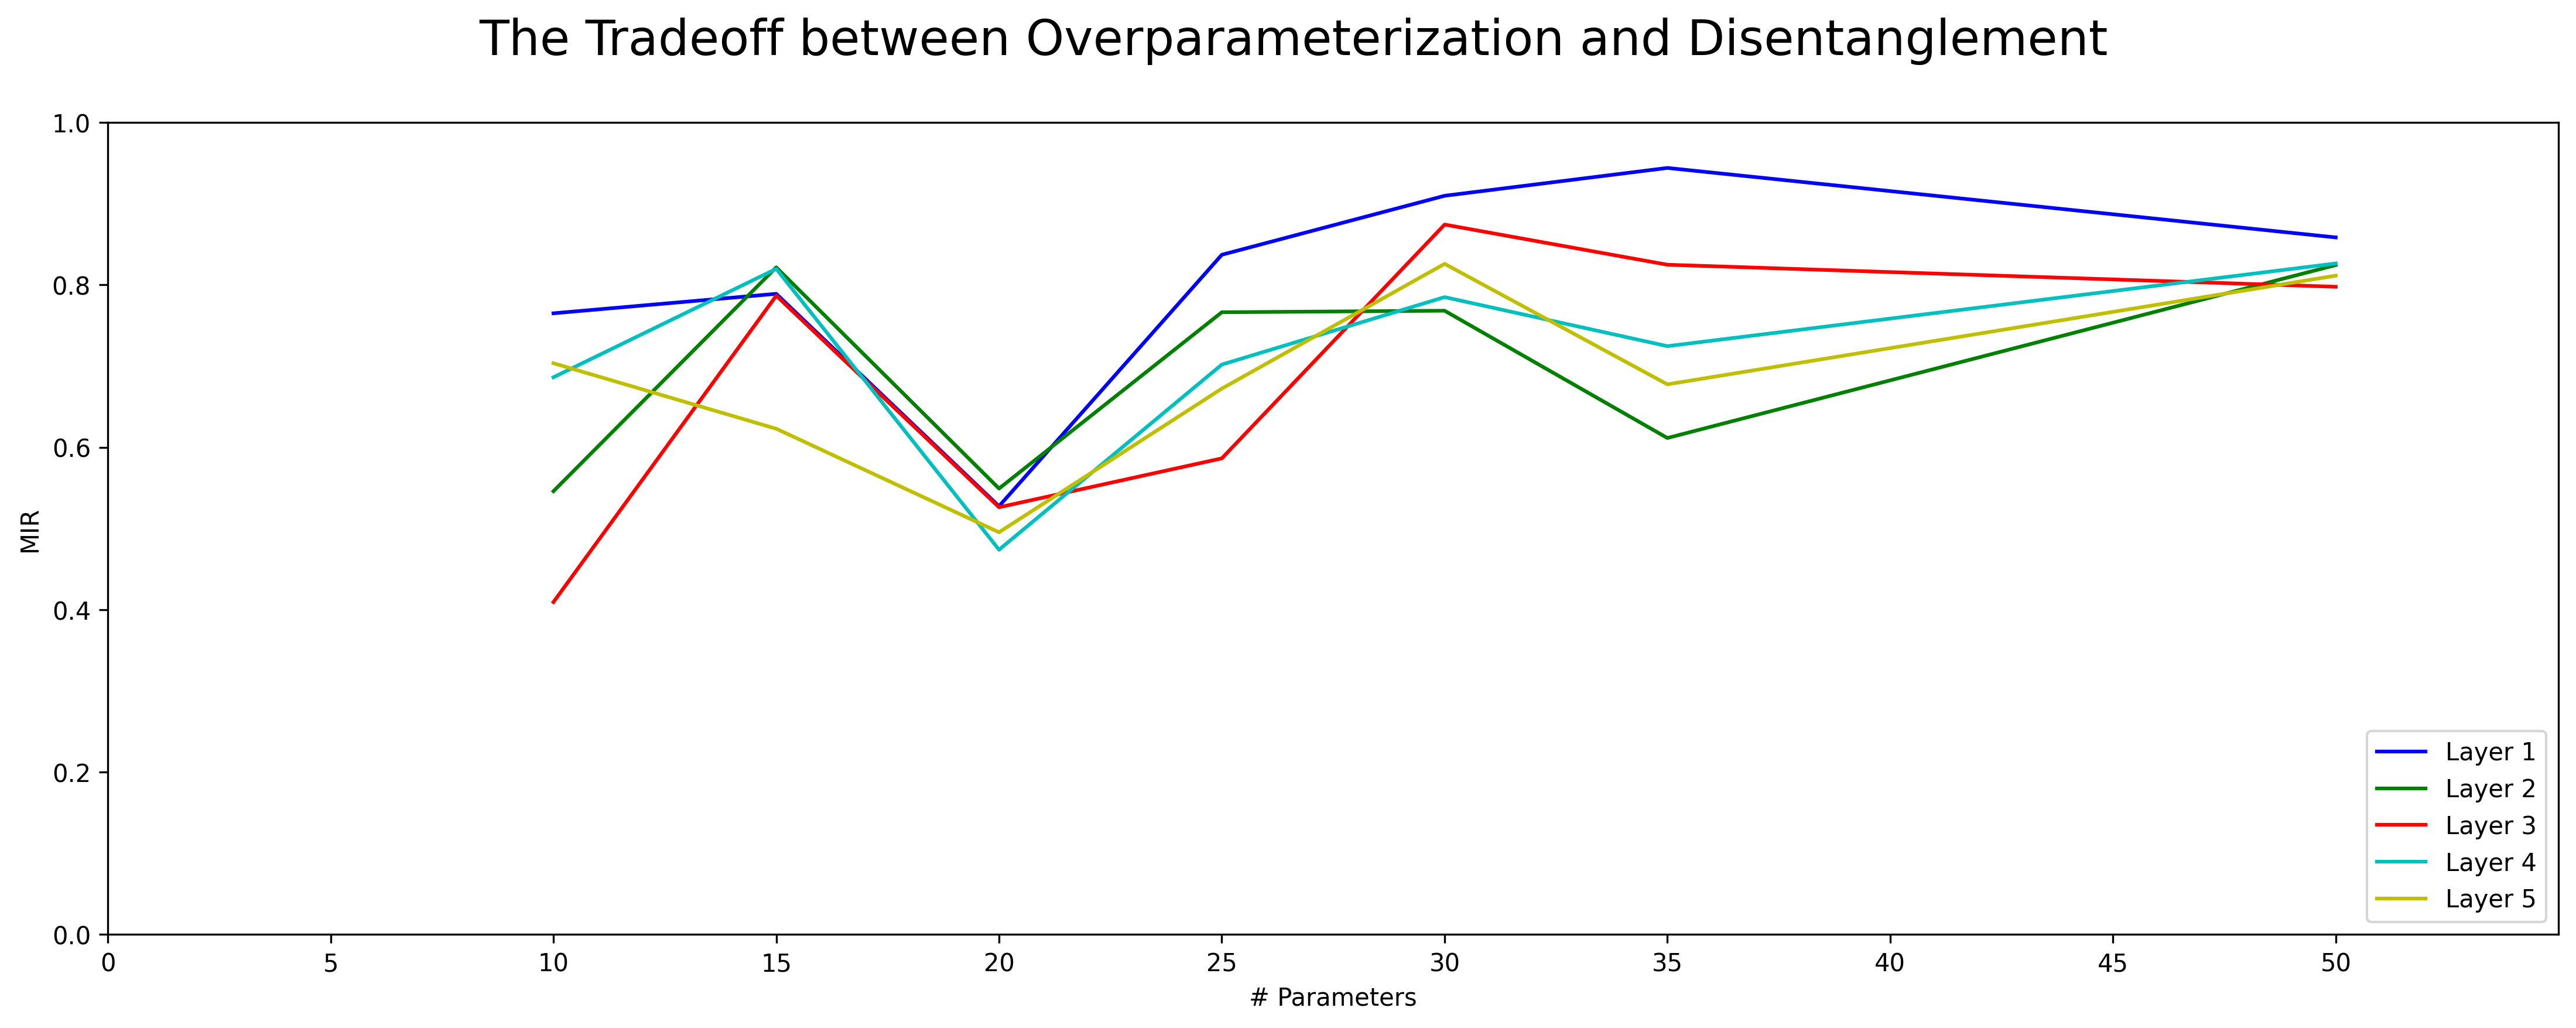 The Tradeoff between Overparameterization and Disentanglement
1.0
0.8
0.6
0.4
0.2
0.0
MIR
0 5 10 15 20 25 30 35 40 45 50
# Parameters
Layer 1
Layer 2
Layer 3
Layer 4
Layer 5